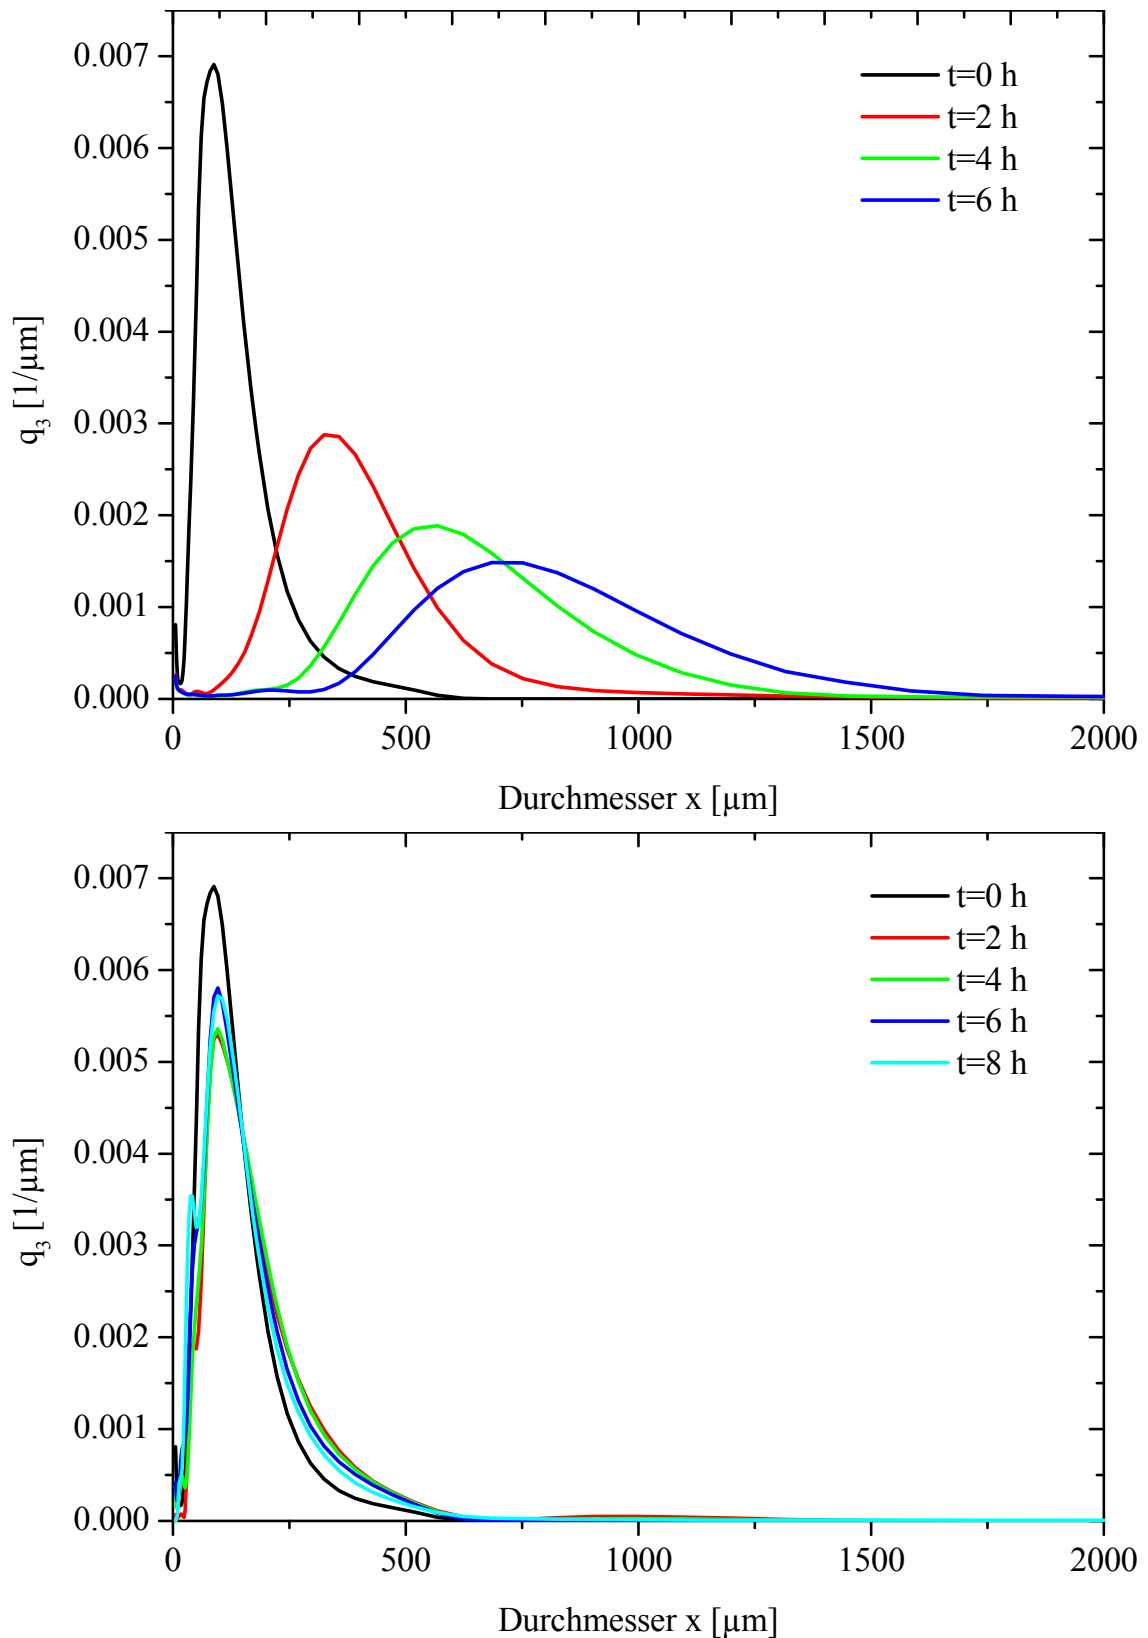 0.007
0.006
0.005
0.004
0.003
0.002
0.001
0.000
q₃ [1/µm]
t=0 h
t=2 h
t=4 h
t=6 h
0 500 1000 1500 2000
Durchmesser x [µm]
0.007
0.006
0.005
0.004
0.003
0.002
0.001
0.000
q₃ [1/µm]
t=0 h
t=2 h
t=4 h
t=6 h
t=8 h
0 500 1000 1500 2000
Durchmesser x [µm]